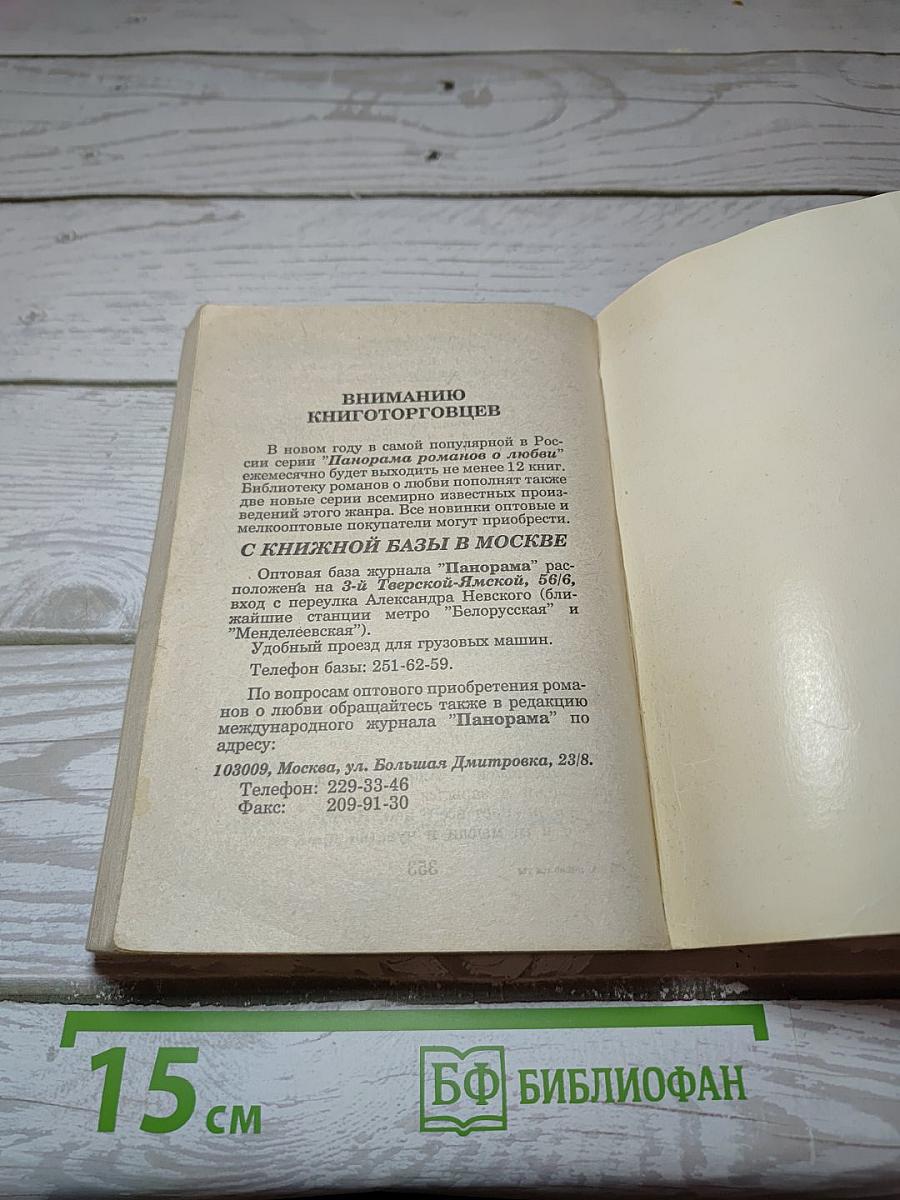 ВНИМАНИЮ
КНИГОТОРГОВЦЕВ
В новом году в самой популярной в Рос-
сии серии "Панорама романов о любви"
ежемесячно будет выходить не менее 12 книг.
Библиотеку романов о любви пополнят также
две новые серии всемирно известных произ-
ведений этого жанра. Все новинки оптовые и
мелкооптовые покупатели могут приобрести.
С КНИЖНОЙ БАЗЫ В МОСКВЕ
Оптовая база журнала "Панорама" рас-
положена на 3-й Тверской-Ямской, 56/6,
вход с переулка Александра Невского (бли-
жайшие станции метро "Белорусская" и
"Менделеевская").
Удобный проезд для грузовых машин.
Телефон базы: 251-62-59.
По вопросам оптового приобретения рома-
нов о любви обращайтесь также в редакцию
международного журнала "Панорама" по
адресу:
103009, Москва, ул. Большая Дмитровка, 23/8.
Телефон: 229-33-46
Факс: 209-91-30
353
15 см
БФ БИБЛИОФАН